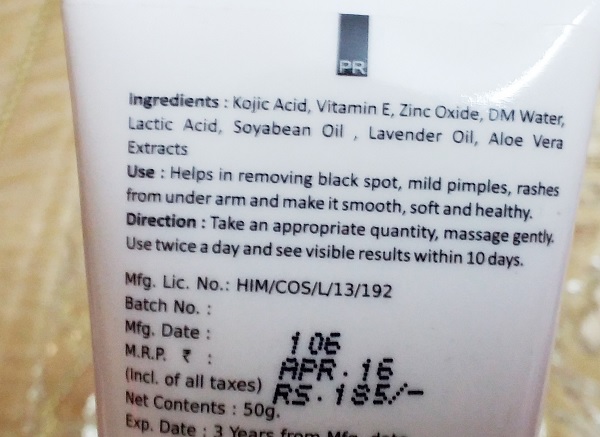 PR
Ingredients : Kojic Acid, Vitamin E, Zinc Oxide, DM Water,
Lactic Acid, Soyabean Oil , Lavender Oil, Aloe Vera
Extracts
Use : Helps in removing black spot, mild pimples, rashes
from under arm and make it smooth, soft and healthy.
Direction : Take an appropriate quantity, massage gently.
Use twice a day and see visible results within 10 days.
Mfg. Lic. No.: HIM/COS/L/13/192
Batch No. :
Mfg. Date : 106
M.R.P. ₹ : APR. 16
(Incl. of all taxes) RS. 185/-
Net Contents : 50g.
Exp. Date : 3 Years from Mfg. date